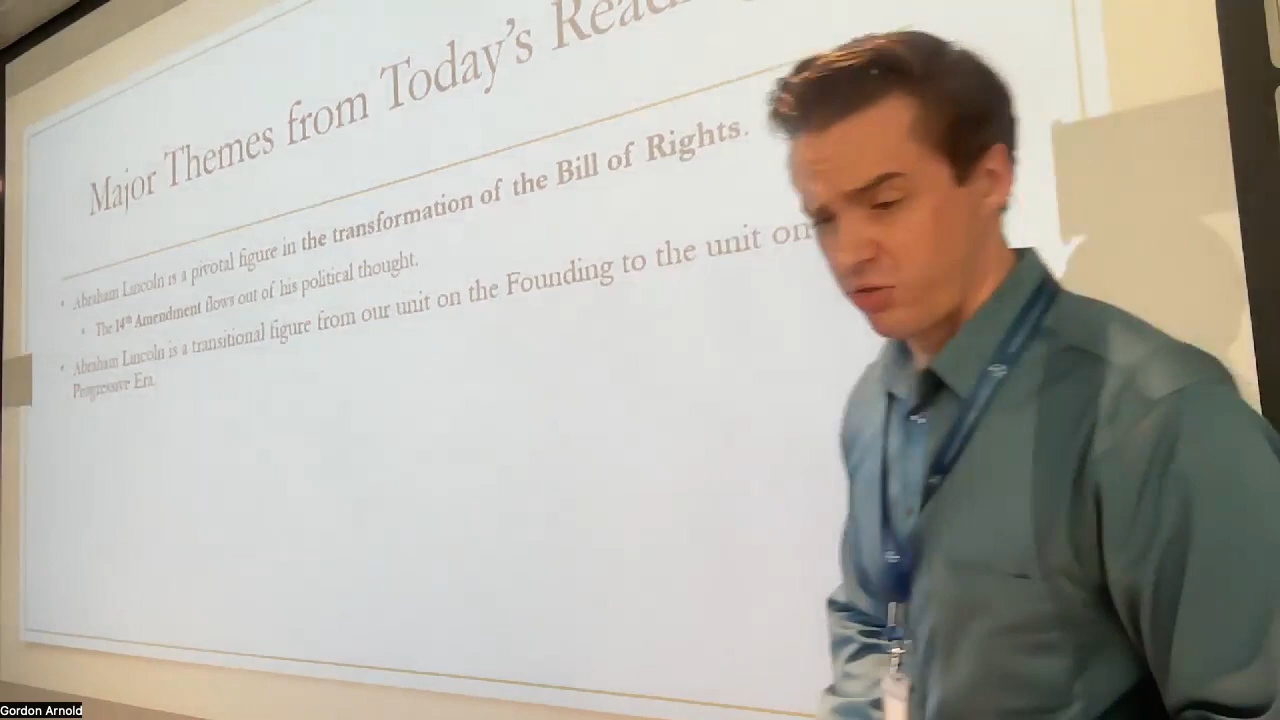 Major Themes from Today's
Abraham Lincoln is a pivotal figure in the transformation of the Bill of Rights.
The 14th Amendment flows out of his political thought.
Abraham Lincoln is a transitional figure from our unit on the Founding to the unit on
Progressive Era.
Gordon Arnold